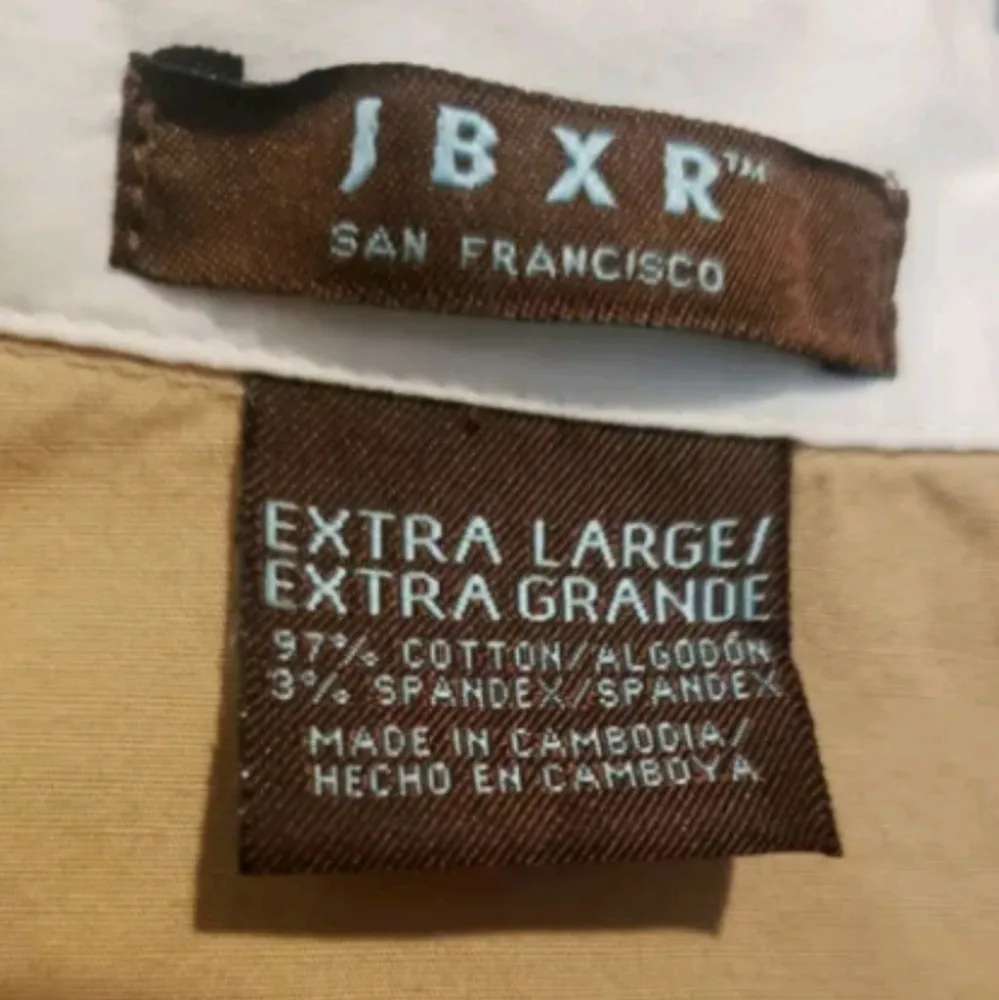 JBXR™
SAN FRANCISCO
EXTRA LARGE/
EXTRA GRANDE
97% COTTON/ALGODÓN
3% SPANDEX/SPANDEX
MADE IN CAMBODIA/
HECHO EN CAMBOYA